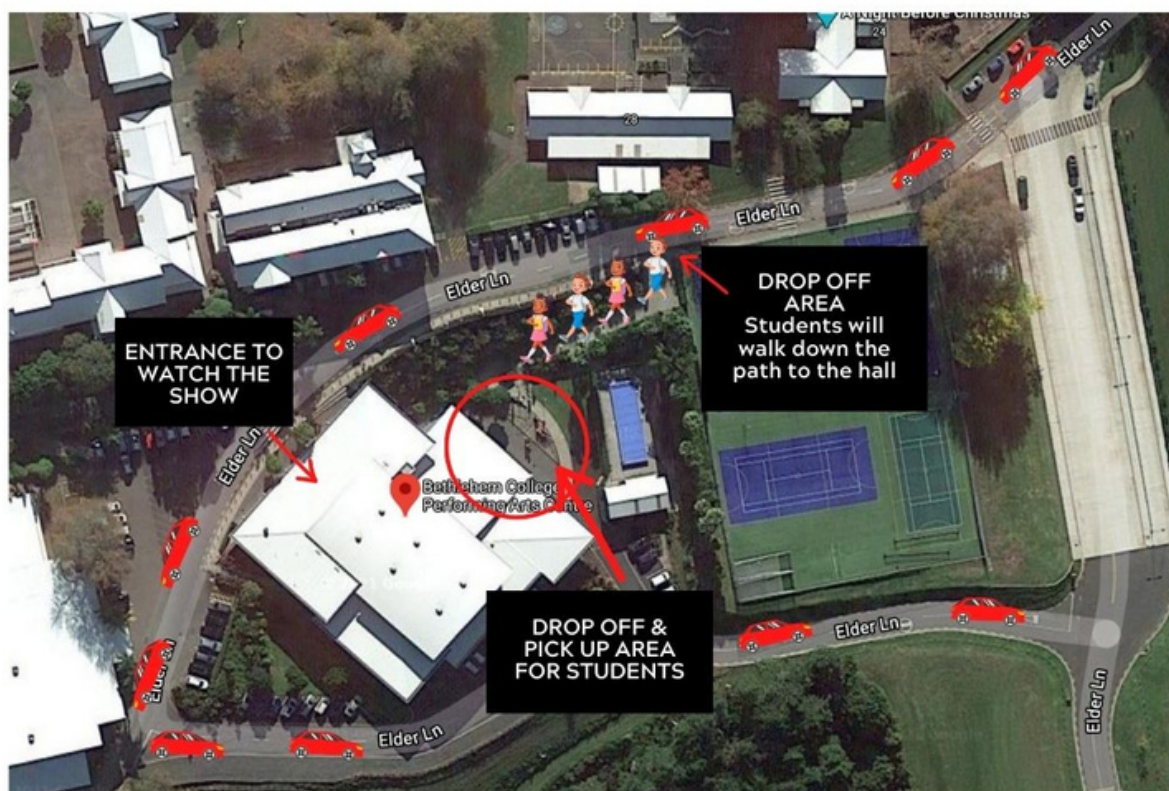 A Night Before Christmas
24
Elder Ln
28
Elder Ln
Elder Ln
DROP OFF
AREA
Students will
walk down the
path to the hall
ENTRANCE TO
WATCH THE
SHOW
Elder Ln
Bethlehem College
Performing Arts Centre
DROP OFF &
PICK UP AREA
FOR STUDENTS
Elder Ln
Elder Ln
Elder Ln
Elder Ln